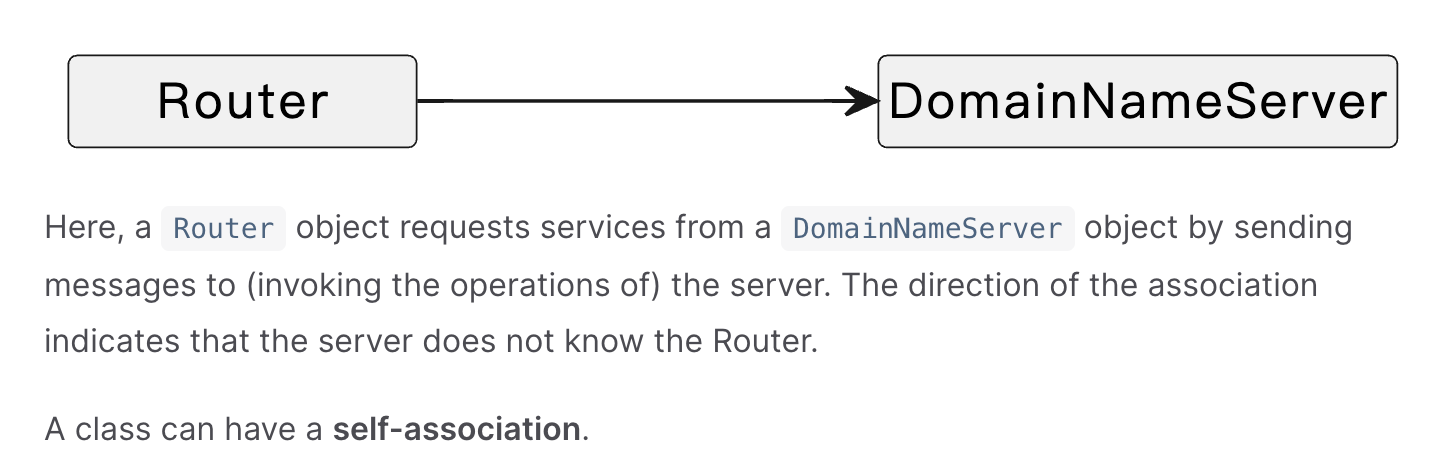 Router DomainNameServer
Here, a Router object requests services from a DomainNameServer object by sending
messages to (invoking the operations of) the server. The direction of the association
indicates that the server does not know the Router.
A class can have a self-association.